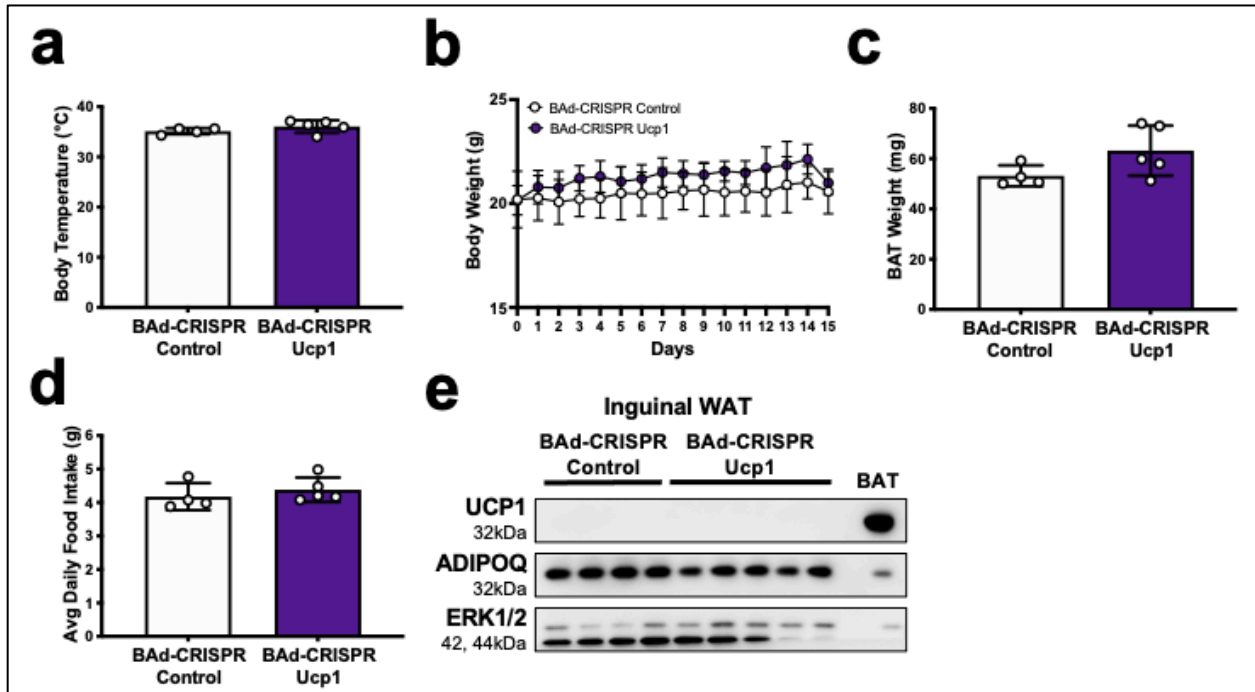 a
Body Temperature (°C)
40
30
20
10
0
BAd-CRISPR
Control
BAd-CRISPR
Ucp1
b
Body Weight (g)
25
20
15
BAd-CRISPR Control
BAd-CRISPR Ucp1
0 1 2 3 4 5 6 7 8 9 10 11 12 13 14 15
Days
c
BAT Weight (mg)
80
60
40
20
0
BAd-CRISPR
Control
BAd-CRISPR
Ucp1
d
Avg Daily Food Intake (g)
6
5
4
3
2
1
0
BAd-CRISPR
Control
BAd-CRISPR
Ucp1
e
Inguinal WAT
BAd-CRISPR
Control
BAd-CRISPR
Ucp1
BAT
UCP1
32kDa
ADIPOQ
32kDa
ERK1/2
42, 44kDa